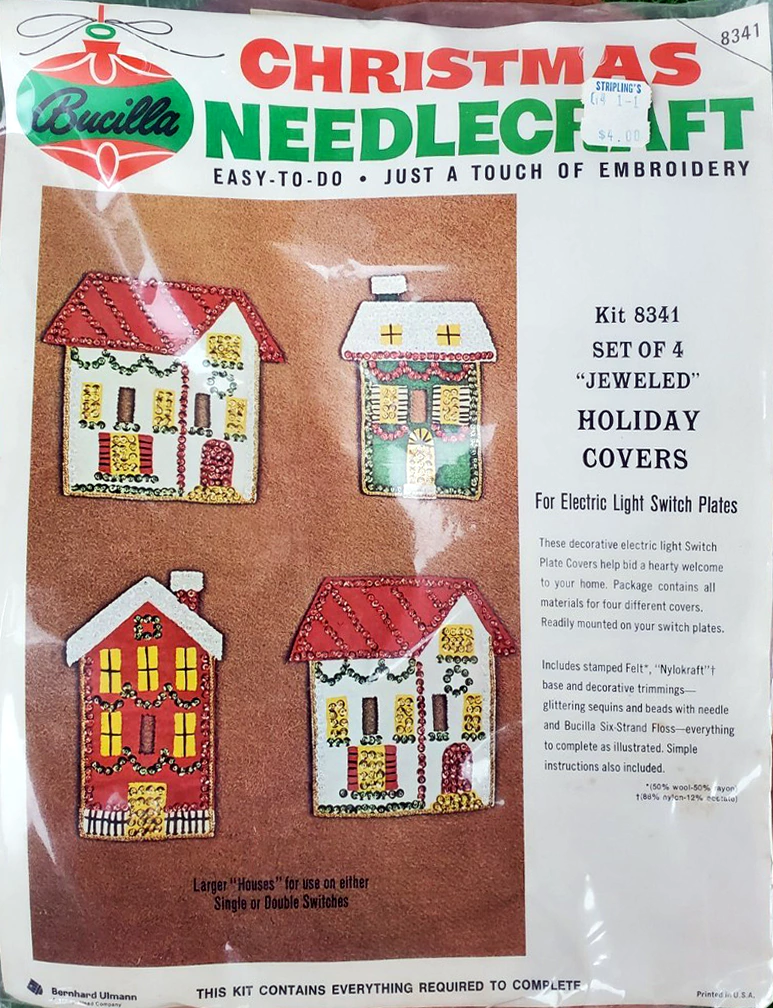 8341
Bucilla
CHRISTMAS
NEEDLECRAFT
STRIPLING'S
1-1
$4.00
EASY-TO-DO • JUST A TOUCH OF EMBROIDERY
Kit 8341
SET OF 4
“JEWELED”
HOLIDAY
COVERS
For Electric Light Switch Plates
These decorative electric light Switch
Plate Covers help bid a hearty welcome
to your home. Package contains all
materials for four different covers.
Readily mounted on your switch plates.
Includes stamped Felt*, “Nylokraft”†
base and decorative trimmings—
glittering sequins and beads with needle
and Bucilla Six-Strand Floss—everything
to complete as illustrated. Simple
instructions also included.
*(50% wool-50% rayon)
†(88% nylon-12% acetate)
Larger “Houses” for use on either
Single or Double Switches
Bernhard Ulmann
Company
THIS KIT CONTAINS EVERYTHING REQUIRED TO COMPLETE
Printed in U.S.A.